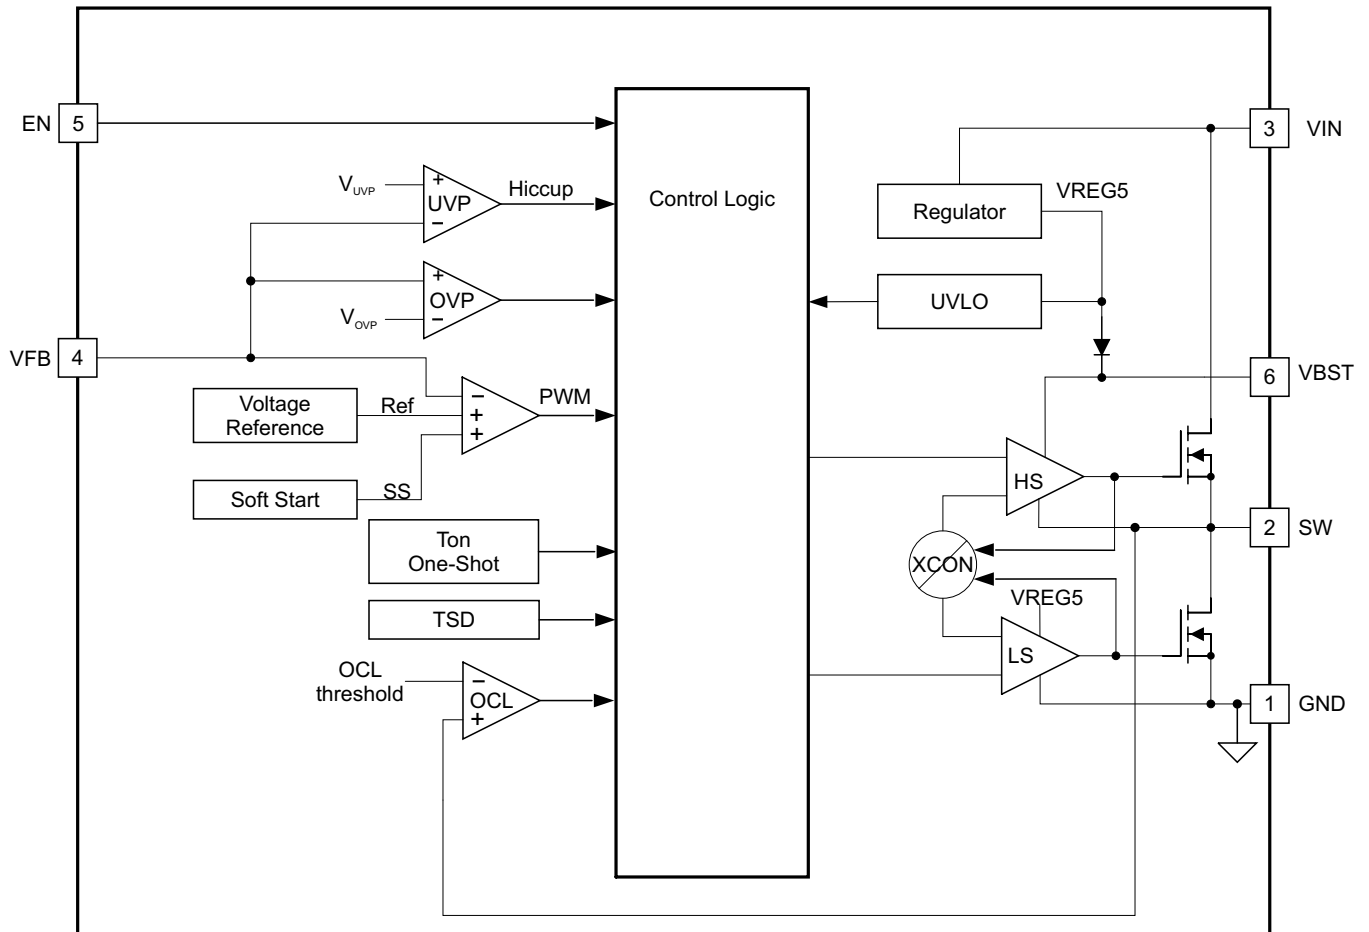 EN
5
V_UVP
+
UVP
−
Hiccup
+
OVP
−
V_OVP
VFB
4
Voltage
Reference
Ref
−
+
+
PWM
Soft Start
SS
Ton
One-Shot
TSD
OCL
threshold
−
OCL
+
Control Logic
Regulator
VREG5
UVLO
3
VIN
6
VBST
HS
XCON
2
SW
VREG5
LS
1
GND